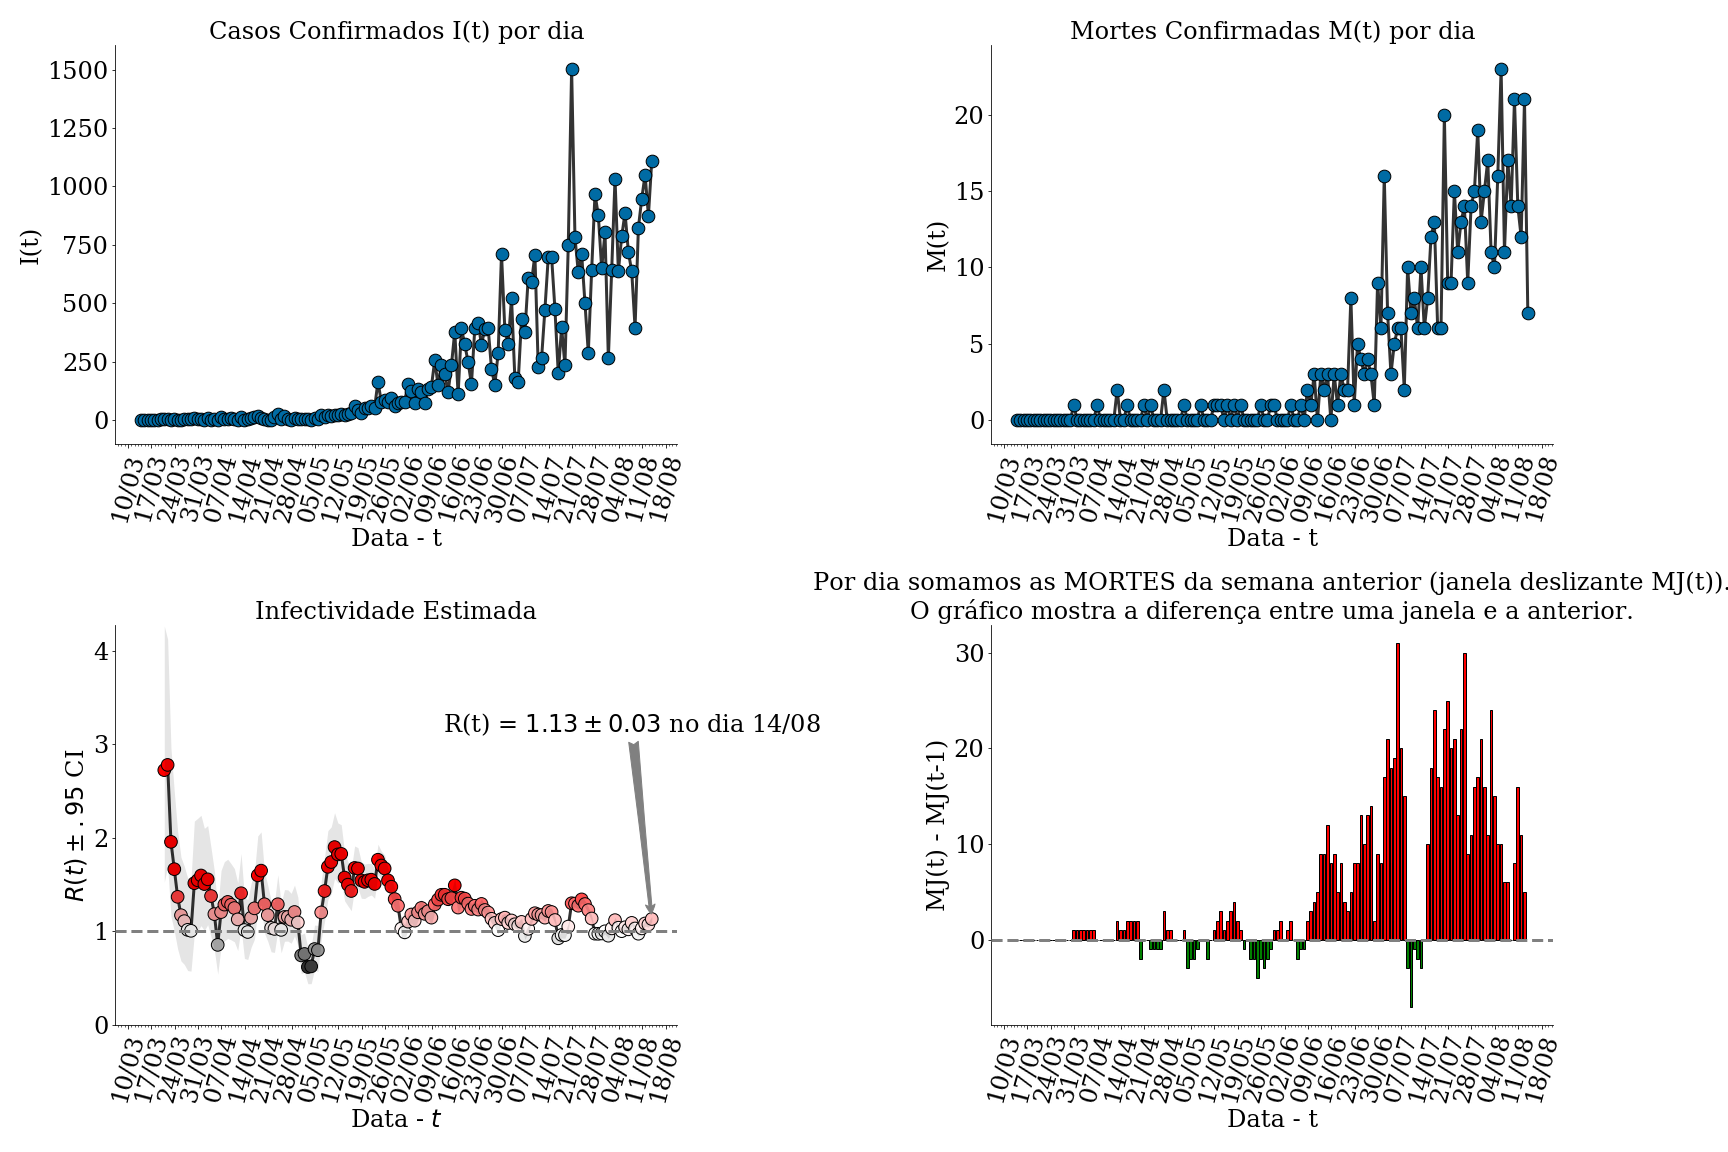 Casos Confirmados I(t) por dia
1500
1250
1000
750
500
250
0
I(t)
10/03 17/03 24/03 31/03 07/04 14/04 21/04 28/04 05/05 12/05 19/05 26/05 02/06 09/06 16/06 23/06 30/06 07/07 14/07 21/07 28/07 04/08 11/08 18/08
Data - t
Mortes Confirmadas M(t) por dia
20
15
10
5
0
M(t)
10/03 17/03 24/03 31/03 07/04 14/04 21/04 28/04 05/05 12/05 19/05 26/05 02/06 09/06 16/06 23/06 30/06 07/07 14/07 21/07 28/07 04/08 11/08 18/08
Data - t
Infectividade Estimada
4
3
2
1
0
R(t) ± .95 CI
R(t) = 1.13 ± 0.03 no dia 14/08
10/03 17/03 24/03 31/03 07/04 14/04 21/04 28/04 05/05 12/05 19/05 26/05 02/06 09/06 16/06 23/06 30/06 07/07 14/07 21/07 28/07 04/08 11/08 18/08
Data - t
Por dia somamos as MORTES da semana anterior (janela deslizante MJ(t)).
O gráfico mostra a diferença entre uma janela e a anterior.
30
20
10
0
MJ(t) - MJ(t-1)
10/03 17/03 24/03 31/03 07/04 14/04 21/04 28/04 05/05 12/05 19/05 26/05 02/06 09/06 16/06 23/06 30/06 07/07 14/07 21/07 28/07 04/08 11/08 18/08
Data - t